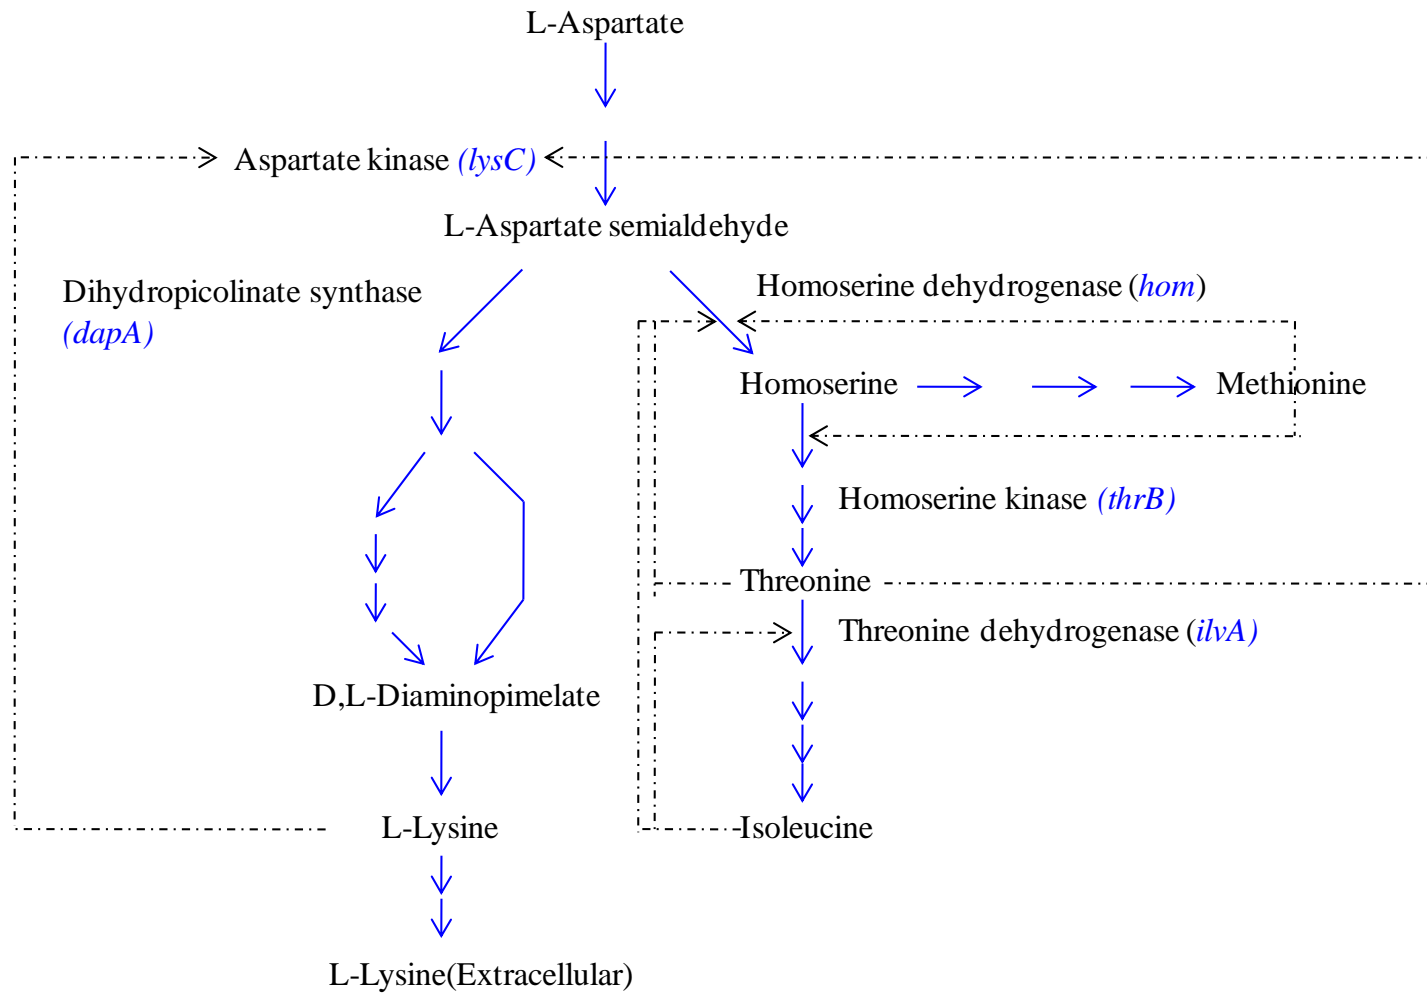 L-Aspartate
Aspartate kinase (lysC)
L-Aspartate semialdehyde
Dihydropicolinate synthase
(dapA)
Homoserine dehydrogenase (hom)
Homoserine
Methionine
Homoserine kinase (thrB)
Threonine
Threonine dehydrogenase (ilvA)
D,L-Diaminopimelate
L-Lysine
Isoleucine
L-Lysine(Extracellular)